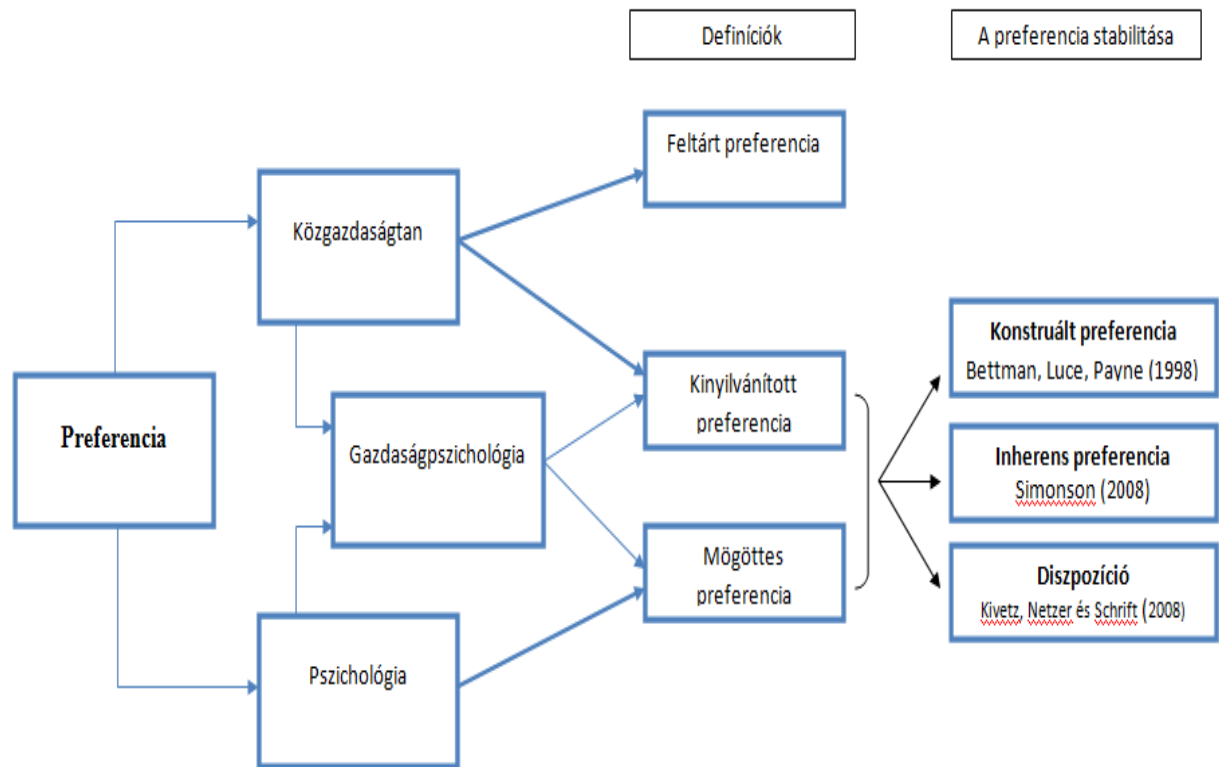 Definíciók
A preferencia stabilitása
Feltárt preferencia
Közgazdaságtan
Konstruált preferencia
Bettman, Luce, Payne (1998)
Kinyilvánított
preferencia
Preferencia
Gazdaságpszichológia
Inherens preferencia
Simonson (2008)
Mögöttes
preferencia
Diszpozíció
Kivetz, Netzer és Schrift (2008)
Pszichológia